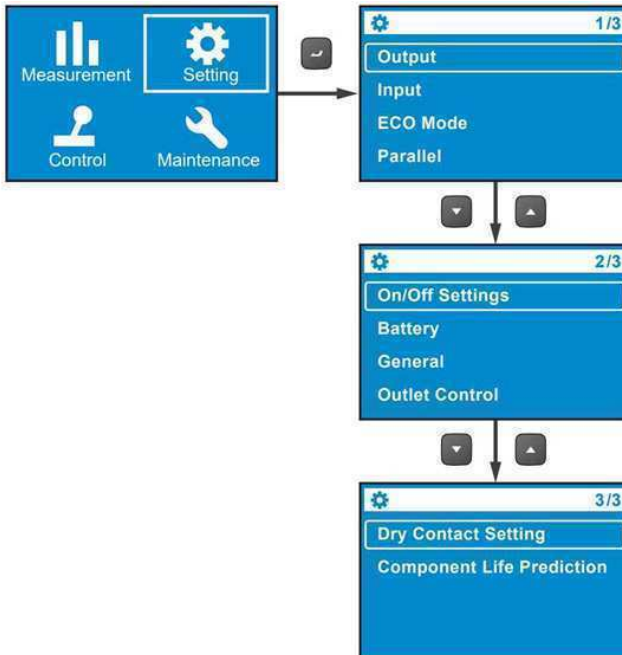 Measurement
Setting
Control
Maintenance
1/3
Output
Input
ECO Mode
Parallel
2/3
On/Off Settings
Battery
General
Outlet Control
3/3
Dry Contact Setting
Component Life Prediction